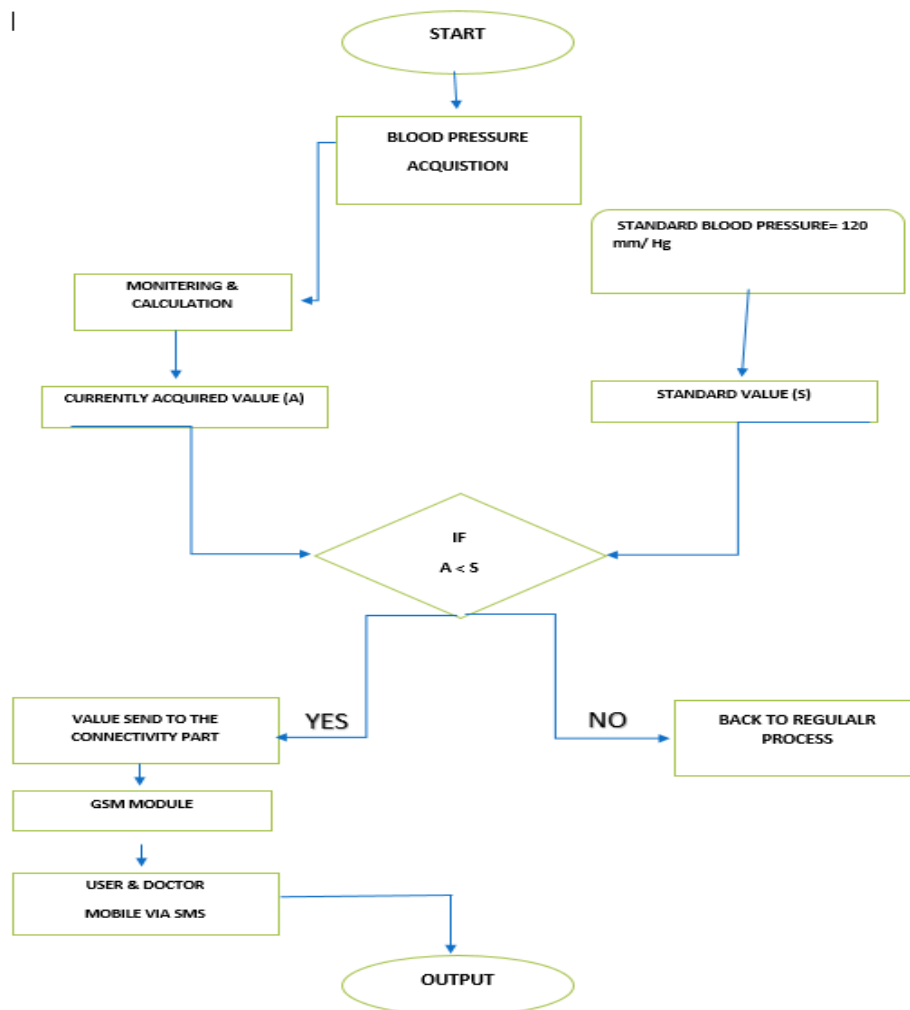 START
BLOOD PRESSURE
ACQUISTION
STANDARD BLOOD PRESSURE= 120
mm/ Hg
MONITERING &
CALCULATION
CURRENTLY ACQUIRED VALUE (A)
STANDARD VALUE (S)
IF
A < S
YES
NO
VALUE SEND TO THE
CONNECTIVITY PART
BACK TO REGULALR
PROCESS
GSM MODULE
USER & DOCTOR
MOBILE VIA SMS
OUTPUT